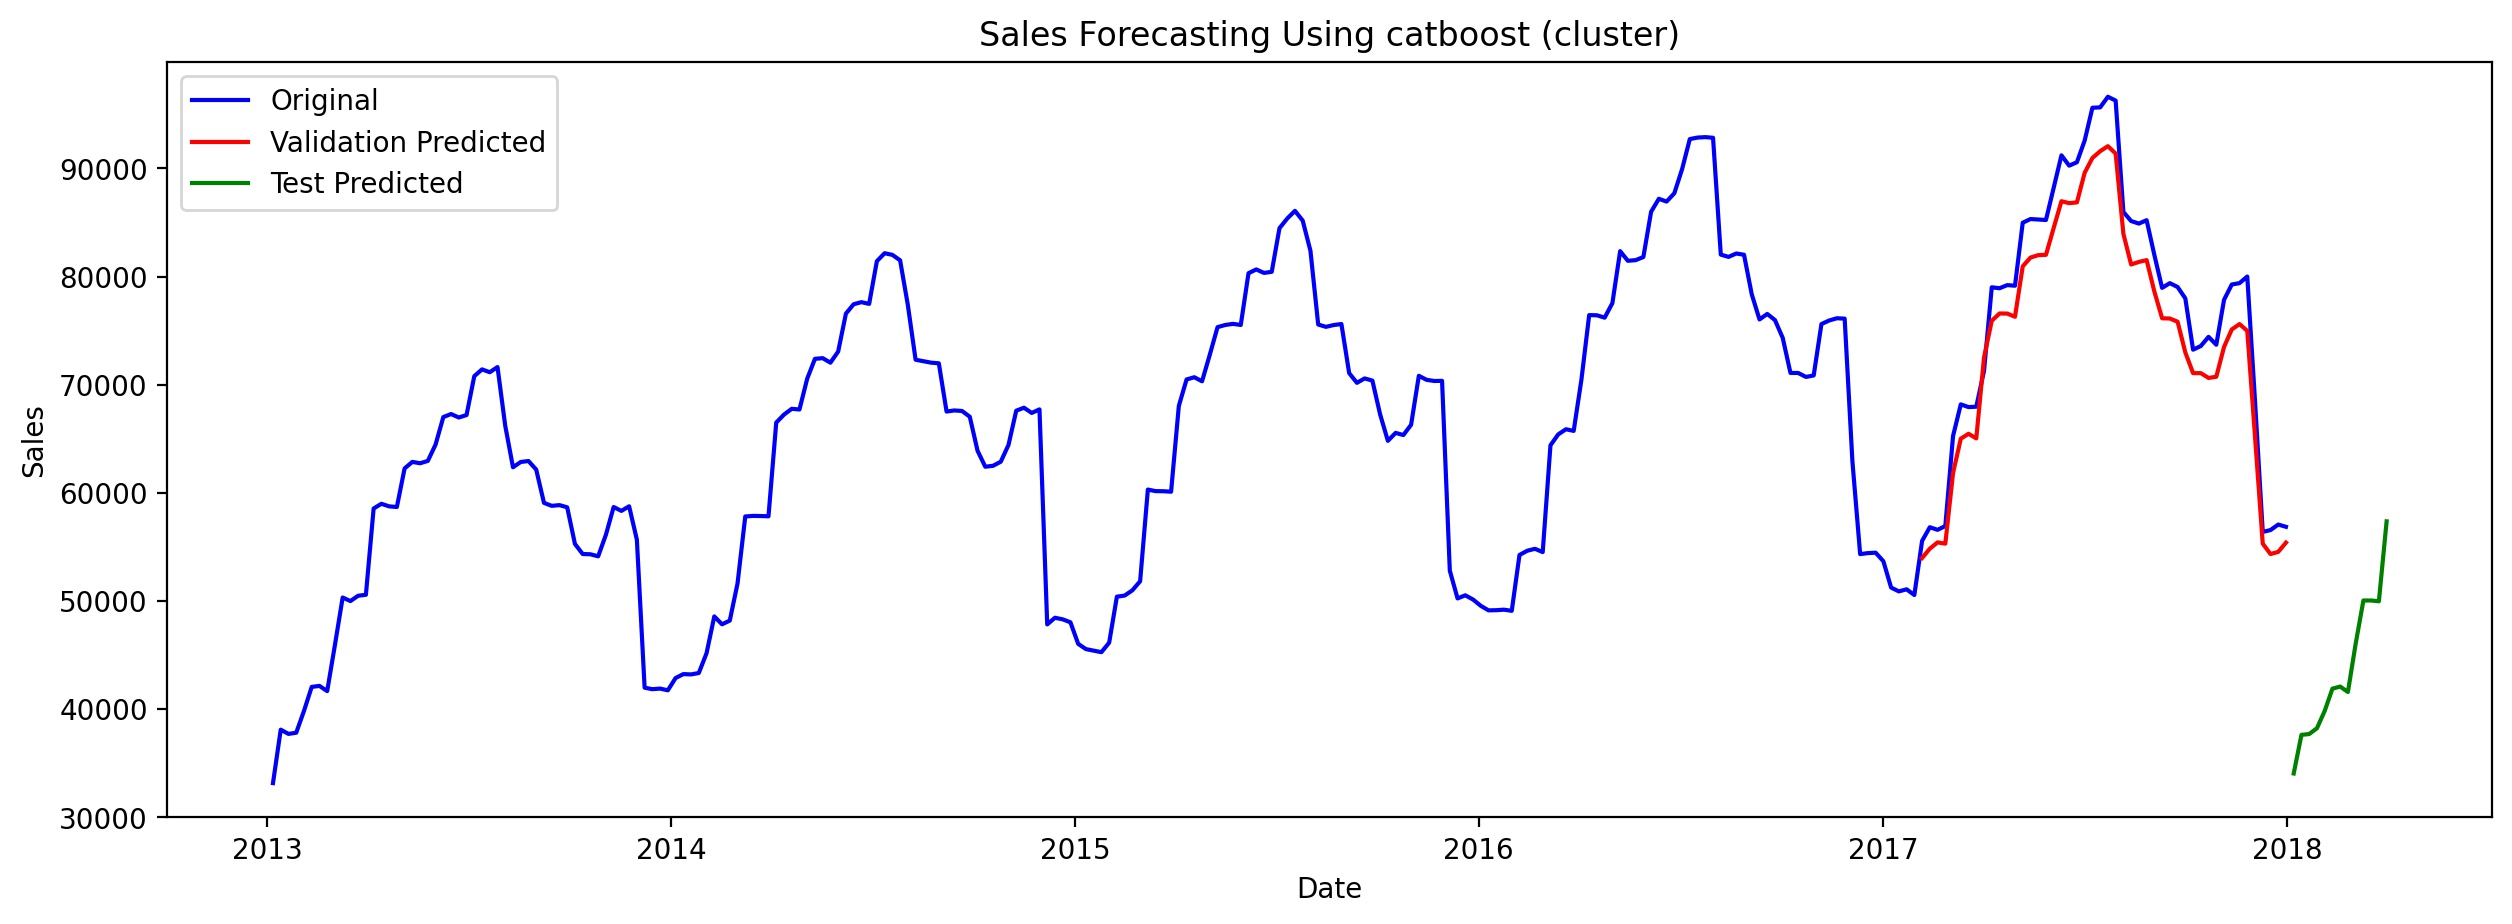 Sales Forecasting Using catboost (cluster)
Original
Validation Predicted
Test Predicted
90000
80000
70000
60000
50000
40000
30000
Sales
2013 2014 2015 2016 2017 2018
Date